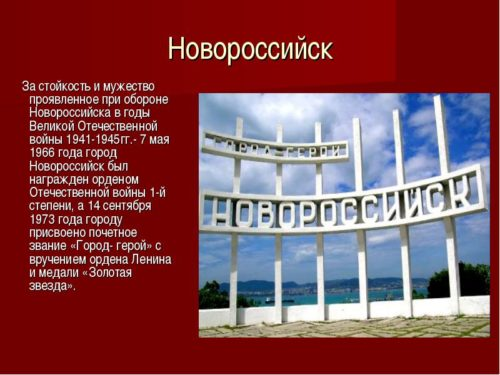 Новороссийск
За стойкость и мужество
проявленное при обороне
Новороссийска в годы
Великой Отечественной
войны 1941-1945гг.- 7 мая
1966 года город
Новороссийск был
награжден орденом
Отечественной войны 1-й
степени, а 14 сентября
1973 года городу
присвоено почетное
звание «Город- герой» с
вручением ордена Ленина
и медали «Золотая
звезда».
ГОРОД-ГЕРОЙ
НОВОРОССИЙСК